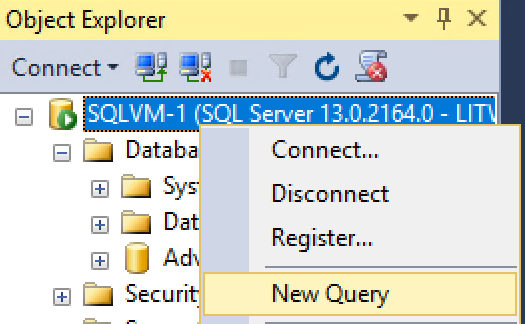 Object Explorer
Connect
SQLVM-1 (SQL Server 13.0.2164.0 - LITV
Databa
Connect...
Sys
Disconnect
Dat
Register...
Adv
Security
New Query